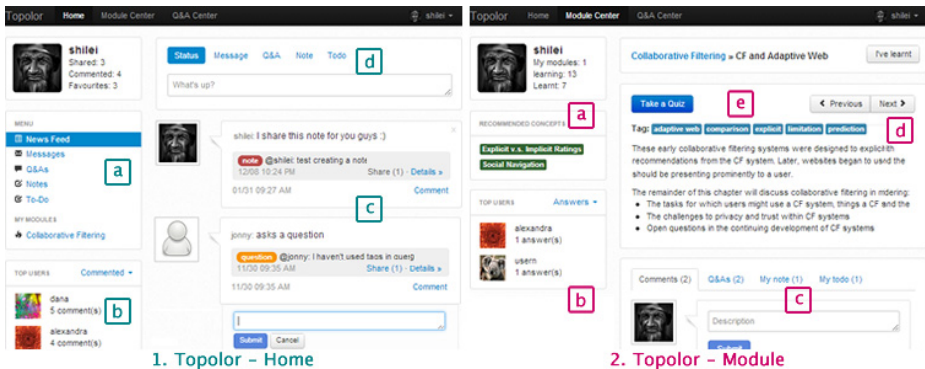 Topolor Home Module Center Q&A Center shilei
shilei
Shared: 3
Commented: 4
Favourites: 3
Status Message Q&A Note Todo
d
What's up?
MENU
News Feed
Messages
Q&As
Notes
To-Do
a
MY MODULES
Collaborative Filtering
TOP USERS Commented
dana
5 comment(s)
b
alexandra
4 comment(s)
shilei: I share this note for you guys :) x
note @shilei: test creating a note
12/08 10:24 PM Share (1) · Details »
01/31 09:27 AM Comment
c
jonny: asks a question
question @jonny: I haven't used taos in
11/30 09:35 AM Share (1) · Details »
11/30 09:35 AM Comment
Submit Cancel
1. Topolor - Home
Topolor Home Module Center Q&A Center shilei
shilei
My modules: 1
learning: 13
Learnt: 7
a
RECOMMENDED CONCEPTS
Explicit v.s. Implicit Ratings
Social Navigation
TOP USERS Answers
alexandra
1 answer(s)
usern
1 answer(s)
b
Collaborative Filtering » CF and Adaptive Web I've learnt
Take a Quiz e Previous Next
Tag: adaptive web comparison explicit limitation prediction d
These early collaborative filtering systems were designed to
recommendations from the CF system. Later, websites began to usnd the
should be presenting prominently to a user.
The remainder of this chapter will discuss collaborative filtering in mdering:
• The tasks for which users might use a CF system, things a CF and the
• The challenges to privacy and trust within CF systems
• Open questions in the continuing development of CF systems
Comments (2) Q&As (2) My note (1) My todo (1)
c
Description
Submit
2. Topolor - Module